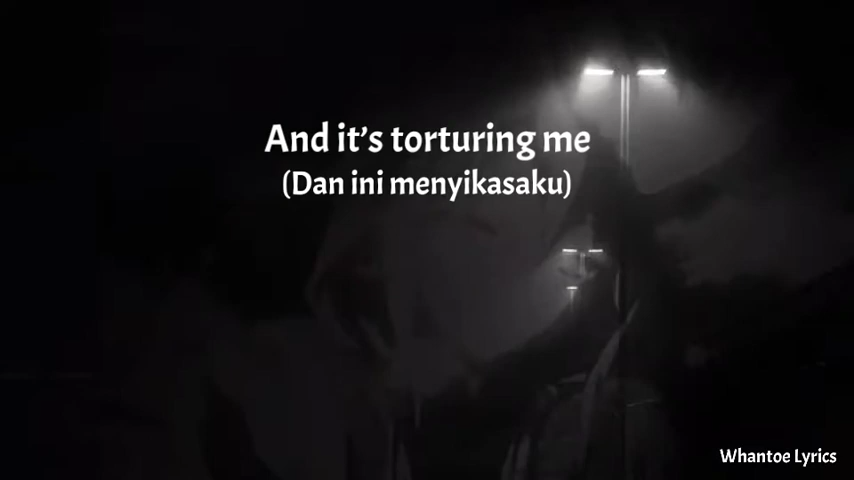 And it's torturing me
(Dan ini menyikasaku)
Whantoe Lyrics